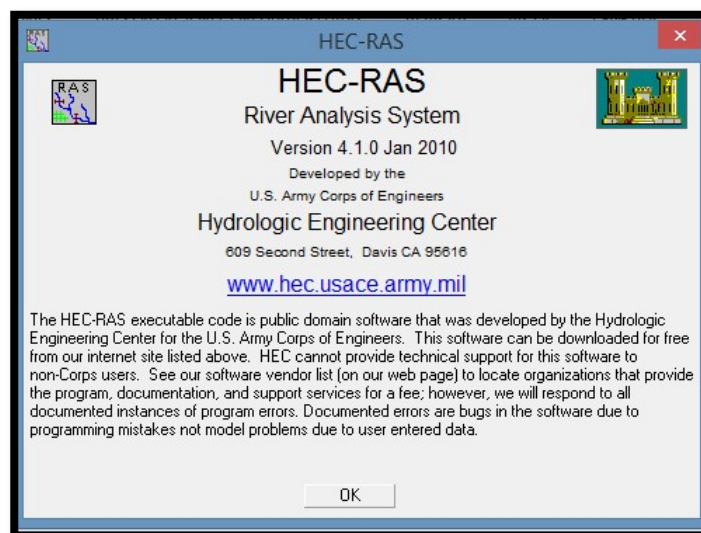 HEC-RAS
RAS
HEC-RAS
River Analysis System
Version 4.1.0 Jan 2010
Developed by the
U.S. Army Corps of Engineers
Hydrologic Engineering Center
609 Second Street, Davis CA 95616
www.hec.usace.army.mil
The HEC-RAS executable code is public domain software that was developed by the Hydrologic
Engineering Center for the U.S. Army Corps of Engineers. This software can be downloaded for free
from our internet site listed above. HEC cannot provide technical support for this software to
non-Corps users. See our software vendor list (on our web page) to locate organizations that provide
the program, documentation, and support services for a fee; however, we will respond to all
documented instances of program errors. Documented errors are bugs in the software due to
programming mistakes not model problems due to user entered data.
OK